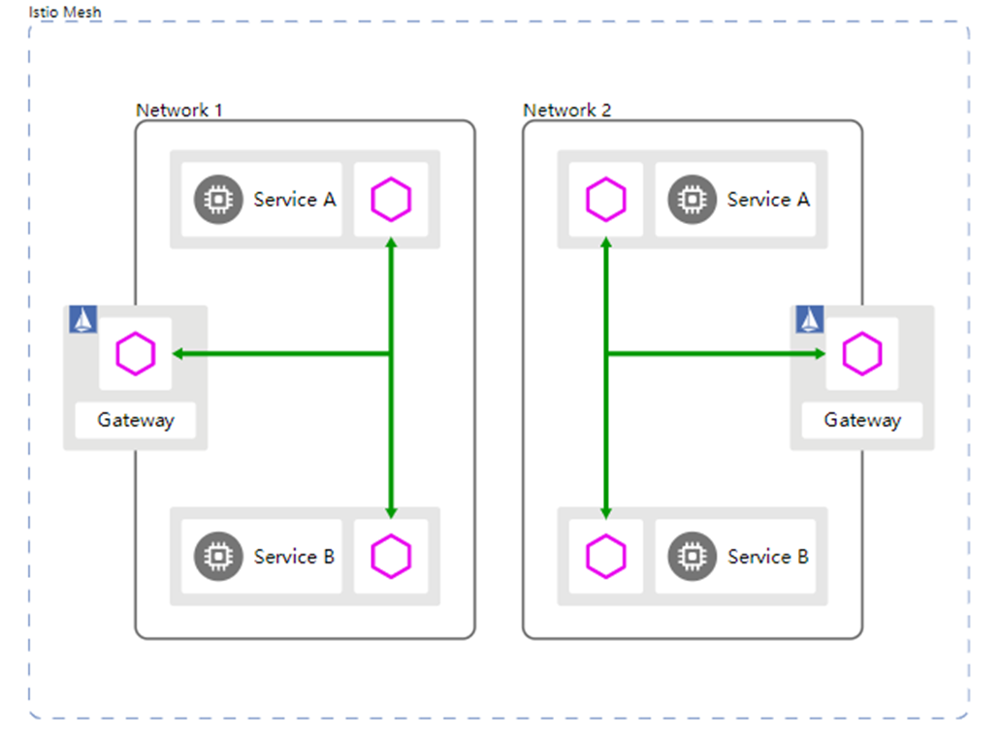 Istio Mesh
Network 1
Network 2
Service A
Service A
Gateway
Gateway
Service B
Service B